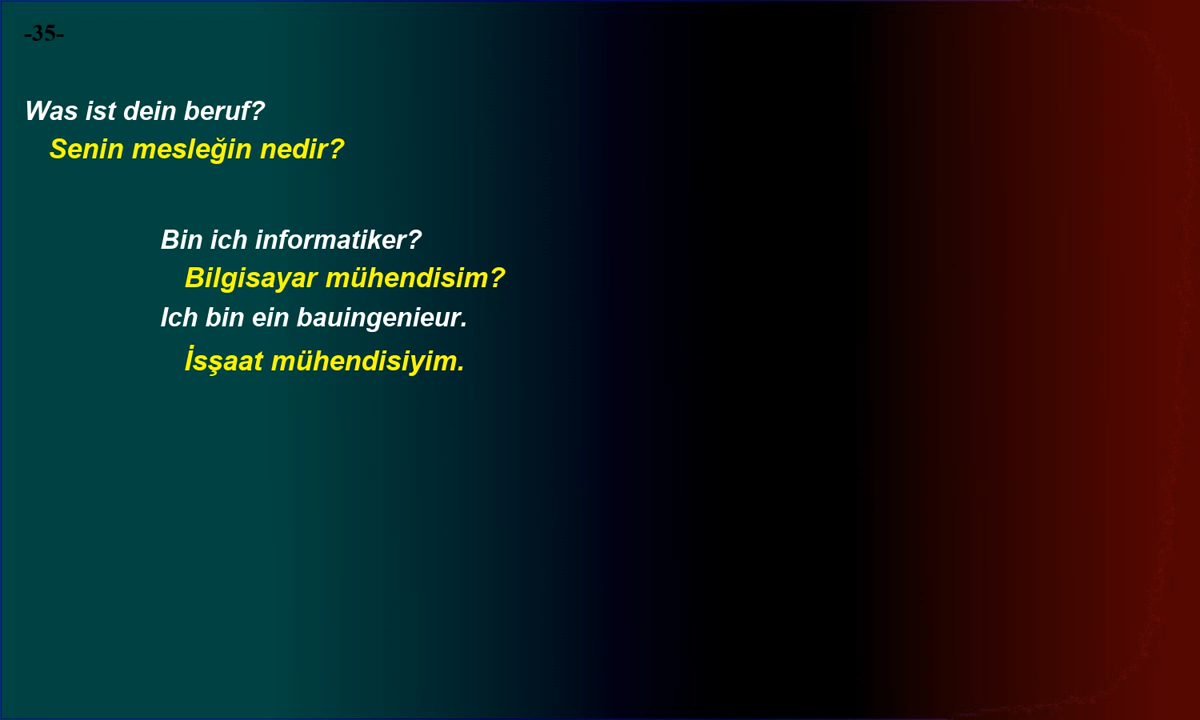 -35-
Was ist dein beruf?
Senin mesleğin nedir?
Bin ich informatiker?
Bilgisayar mühendisim?
Ich bin ein bauingenieur.
İsşaat mühendisiyim.